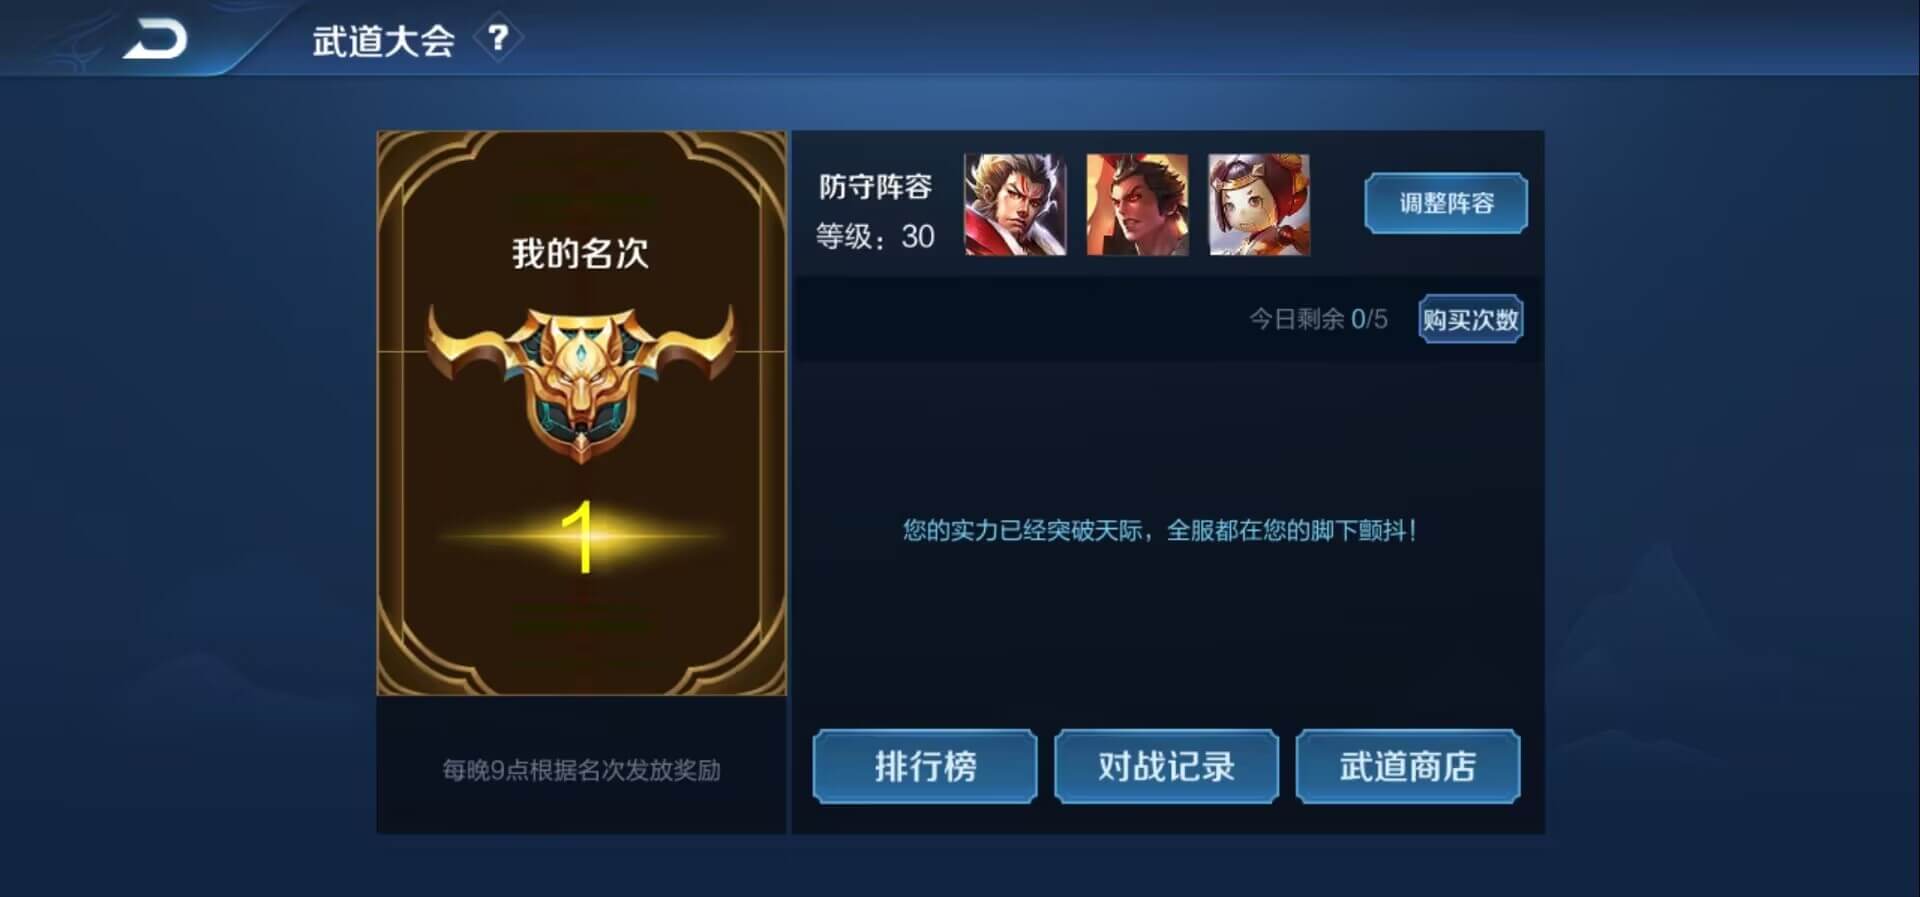 武道大会 ?
我的名次
1
每晚9点根据名次发放奖励
防守阵容
等级：30
调整阵容
今日剩余 0/5
购买次数
您的实力已经突破天际，全服都在您的脚下颤抖！
排行榜
对战记录
武道商店